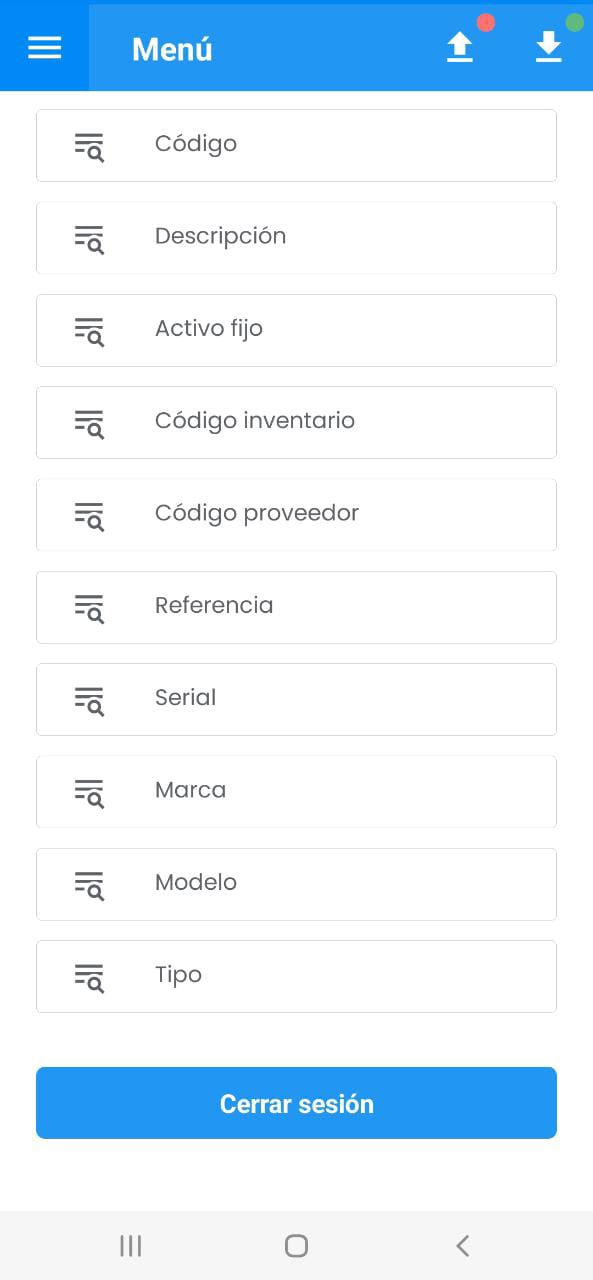 Menú
Código
Descripción
Activo fijo
Código inventario
Código proveedor
Referencia
Serial
Marca
Modelo
Tipo
Cerrar sesión